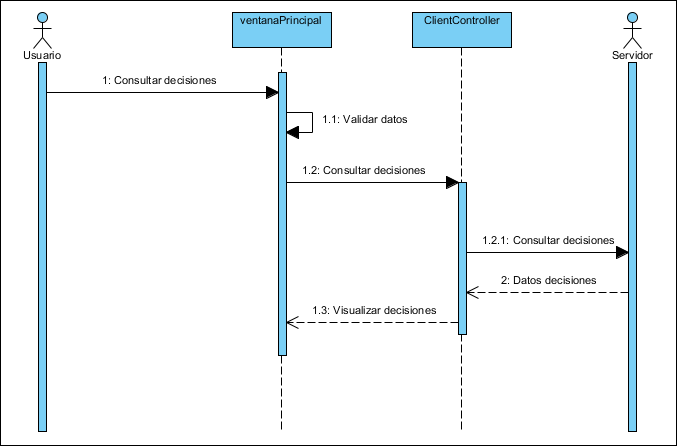 ventanaPrincipal
ClientController
Usuario
Servidor
1: Consultar decisiones
1.1: Validar datos
1.2: Consultar decisiones
1.2.1: Consultar decisiones
2: Datos decisiones
1.3: Visualizar decisiones